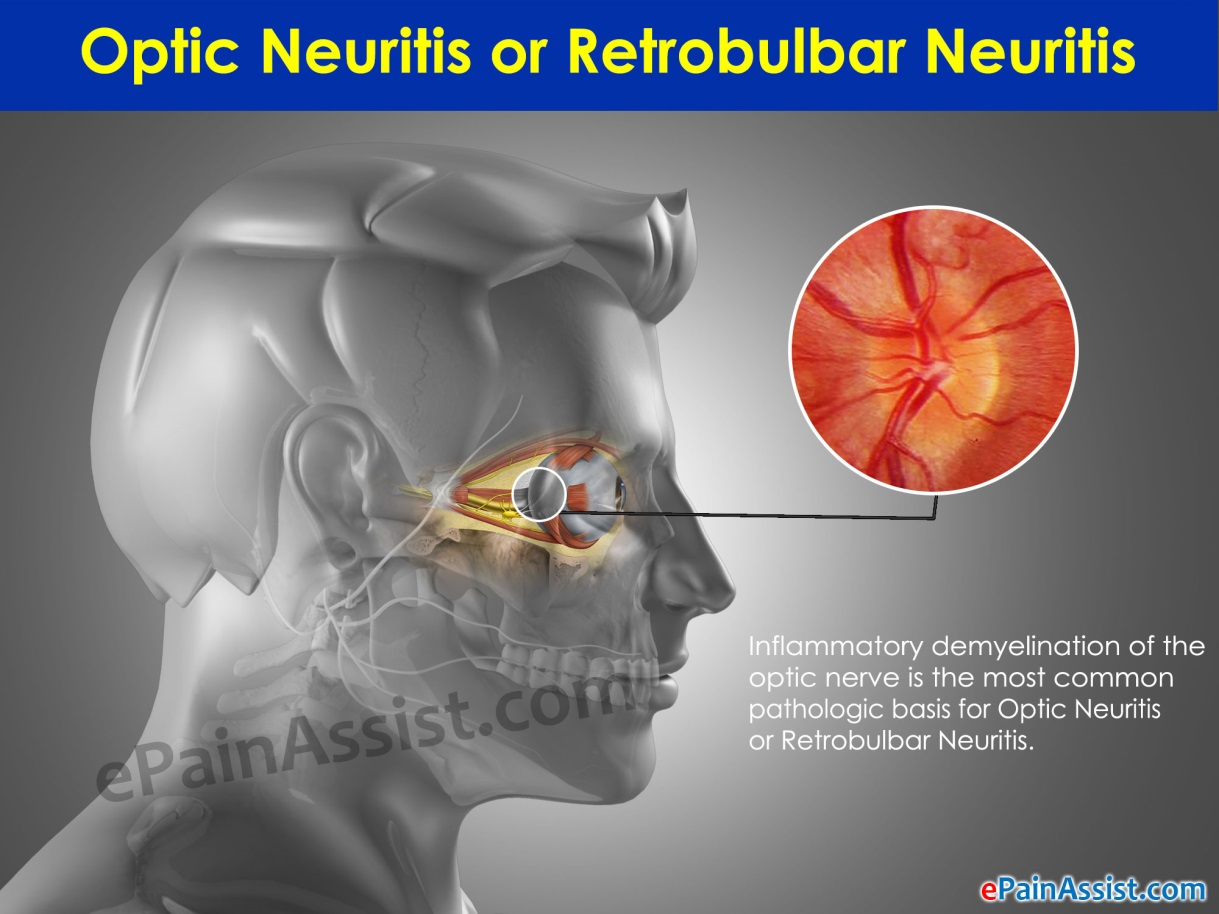 Optic Neuritis or Retrobulbar Neuritis
Inflammatory demyelination of the
optic nerve is the most common
pathologic basis for Optic Neuritis
or Retrobulbar Neuritis.
ePainAssist.com
ePainAssist.com